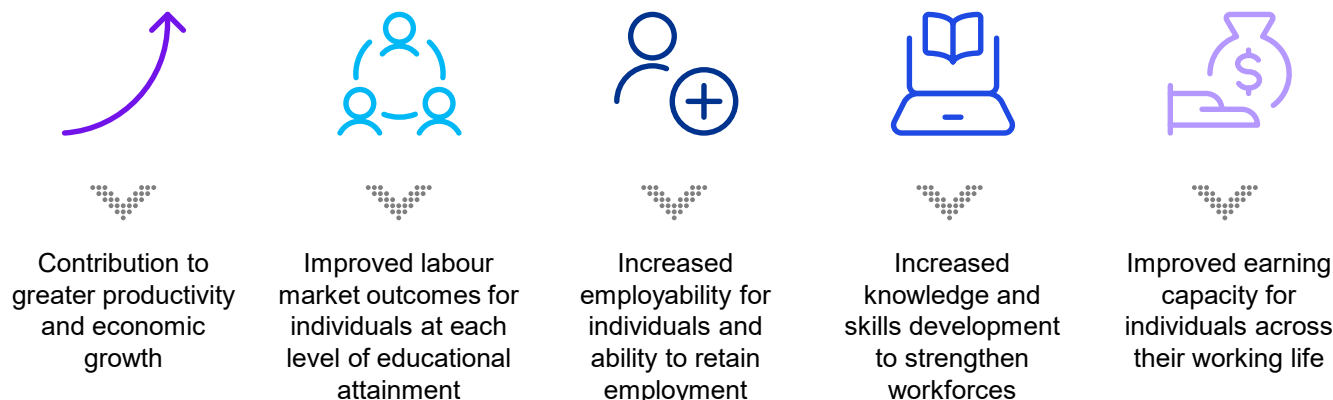 $
Contribution to
greater productivity
and economic
growth
Improved labour
market outcomes for
individuals at each
level of educational
attainment
Increased
employability for
individuals and
ability to retain
employment
Increased
knowledge and
skills development
to strengthen
workforces
Improved earning
capacity for
individuals across
their working life